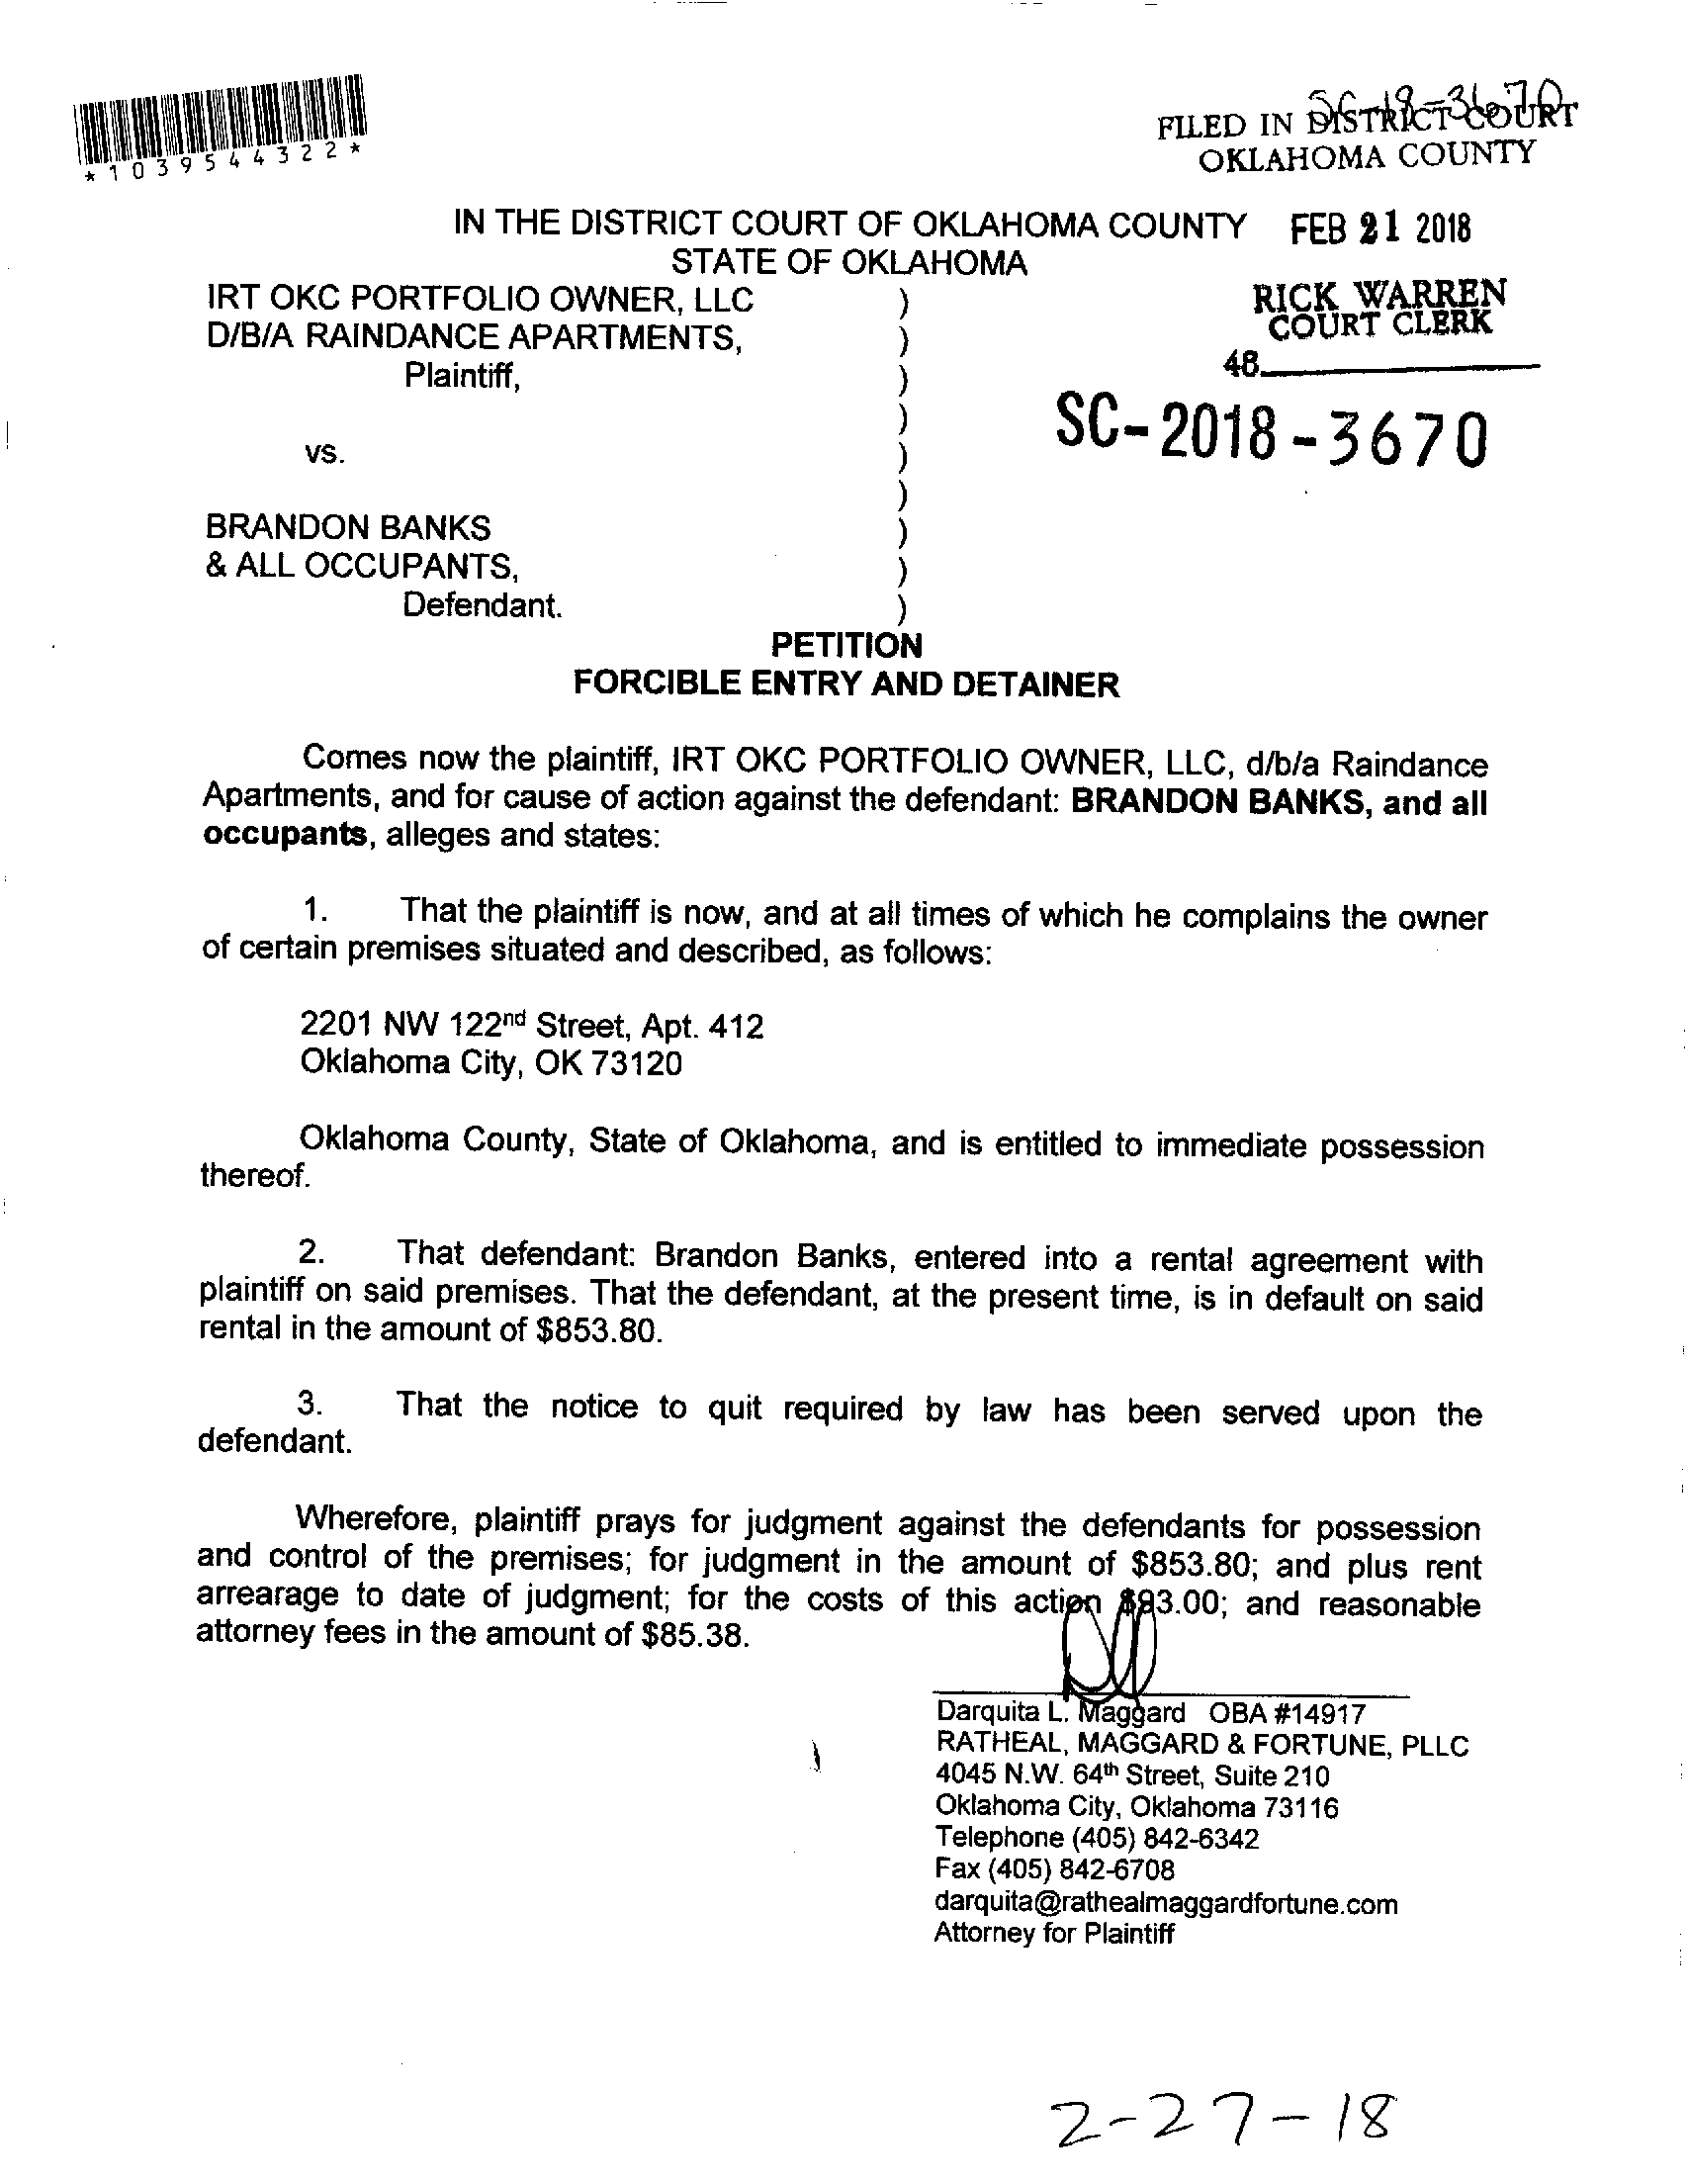 *1039544322*
SC-18-3670
FILED IN DISTRICT COURT
OKLAHOMA COUNTY
IN THE DISTRICT COURT OF OKLAHOMA COUNTY FEB 21 2018
STATE OF OKLAHOMA
IRT OKC PORTFOLIO OWNER, LLC )
RICK WARREN
COURT CLERK
D/B/A RAINDANCE APARTMENTS, )
Plaintiff, )
48
)
SC-2018-3670
vs. )
)
BRANDON BANKS )
& ALL OCCUPANTS, )
Defendant. )
PETITION
FORCIBLE ENTRY AND DETAINER
Comes now the plaintiff, IRT OKC PORTFOLIO OWNER, LLC, d/b/a Raindance
Apartments, and for cause of action against the defendant: BRANDON BANKS, and all
occupants, alleges and states:
1. That the plaintiff is now, and at all times of which he complains the owner
of certain premises situated and described, as follows:
2201 NW 122nd Street, Apt. 412
Oklahoma City, OK 73120
Oklahoma County, State of Oklahoma, and is entitled to immediate possession
thereof.
2. That defendant: Brandon Banks, entered into a rental agreement with
plaintiff on said premises. That the defendant, at the present time, is in default on said
rental in the amount of $853.80.
3. That the notice to quit required by law has been served upon the
defendant.
Wherefore, plaintiff prays for judgment against the defendants for possession
and control of the premises; for judgment in the amount of $853.80; and plus rent
arrearage to date of judgment; for the costs of this action $93.00; and reasonable
attorney fees in the amount of $85.38.
Darquita L. Maggard OBA #14917
RATHEAL, MAGGARD & FORTUNE, PLLC
4045 N.W. 64th Street, Suite 210
Oklahoma City, Oklahoma 73116
Telephone (405) 842-6342
Fax (405) 842-6708
darquita@rathealmaggardfortune.com
Attorney for Plaintiff
2-27-18